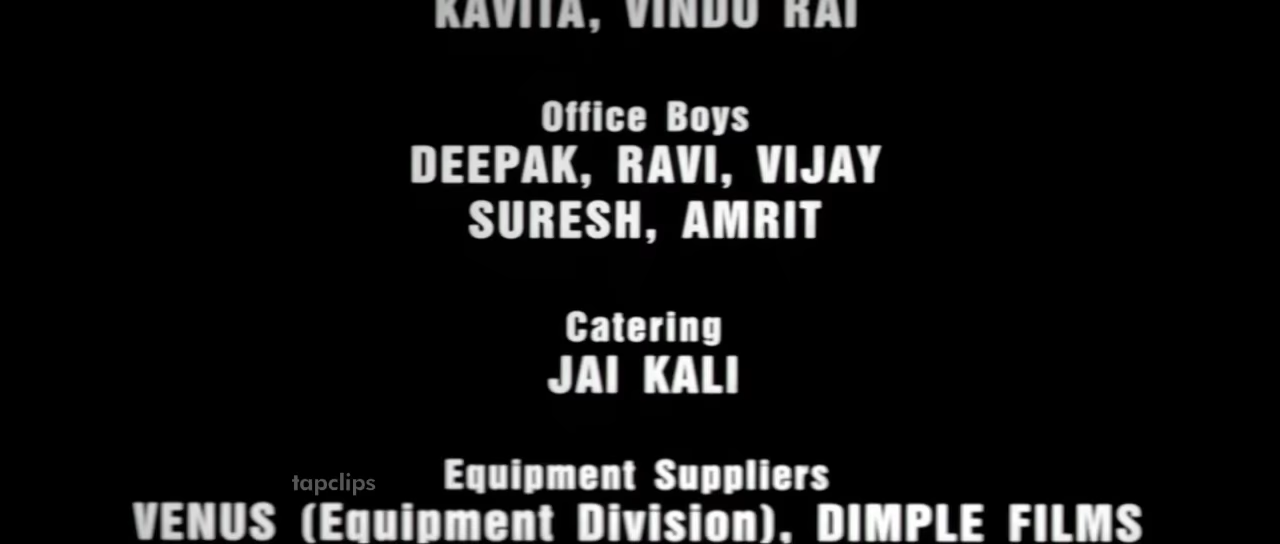 KAVITA, VINDU RAI
Office Boys
DEEPAK, RAVI, VIJAY
SURESH, AMRIT
Catering
JAI KALI
Equipment Suppliers
tapclips
VENUS (Equipment Division), DIMPLE FILMS